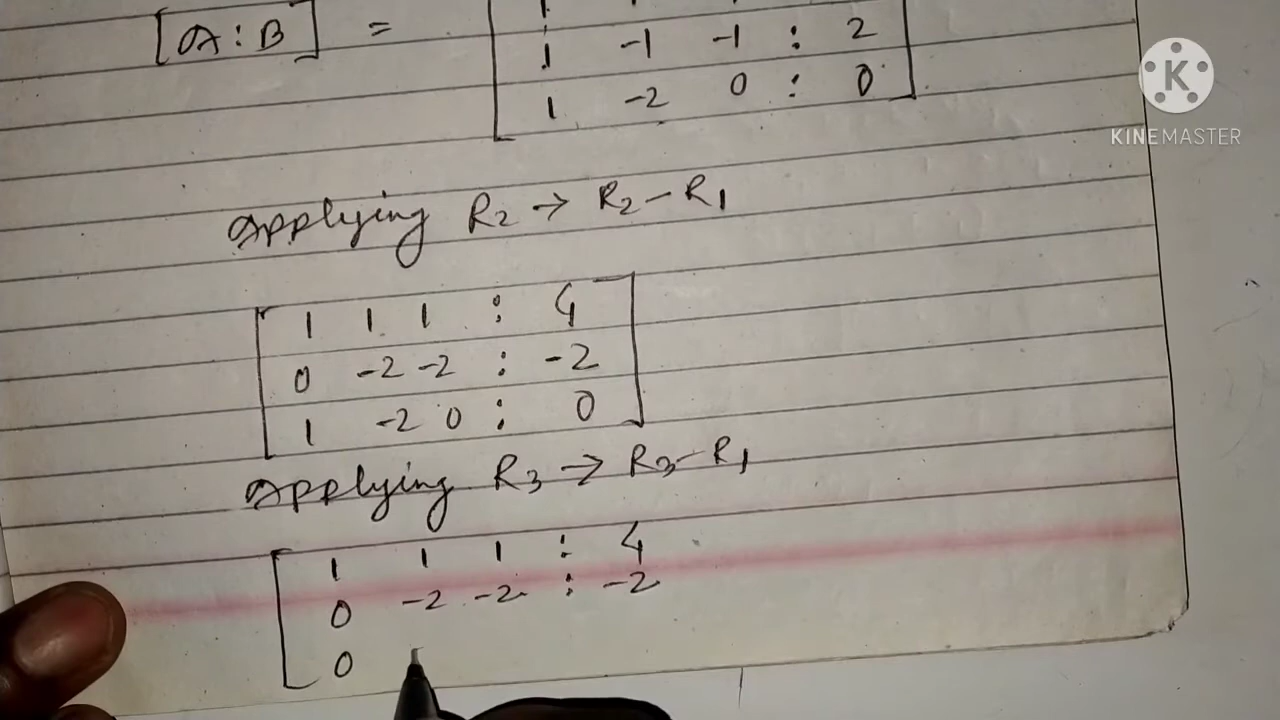 [A : B] =
1 -1 -1 : 2
1 -2 0 : 0
K
KINEMASTER
Applying R2 → R2 - R1
1 1 1 : 4
0 -2 -2 : -2
1 -2 0 : 0
Applying R3 → R3 - R1
1 1 1 : 4
0 -2 -2 : -2
0